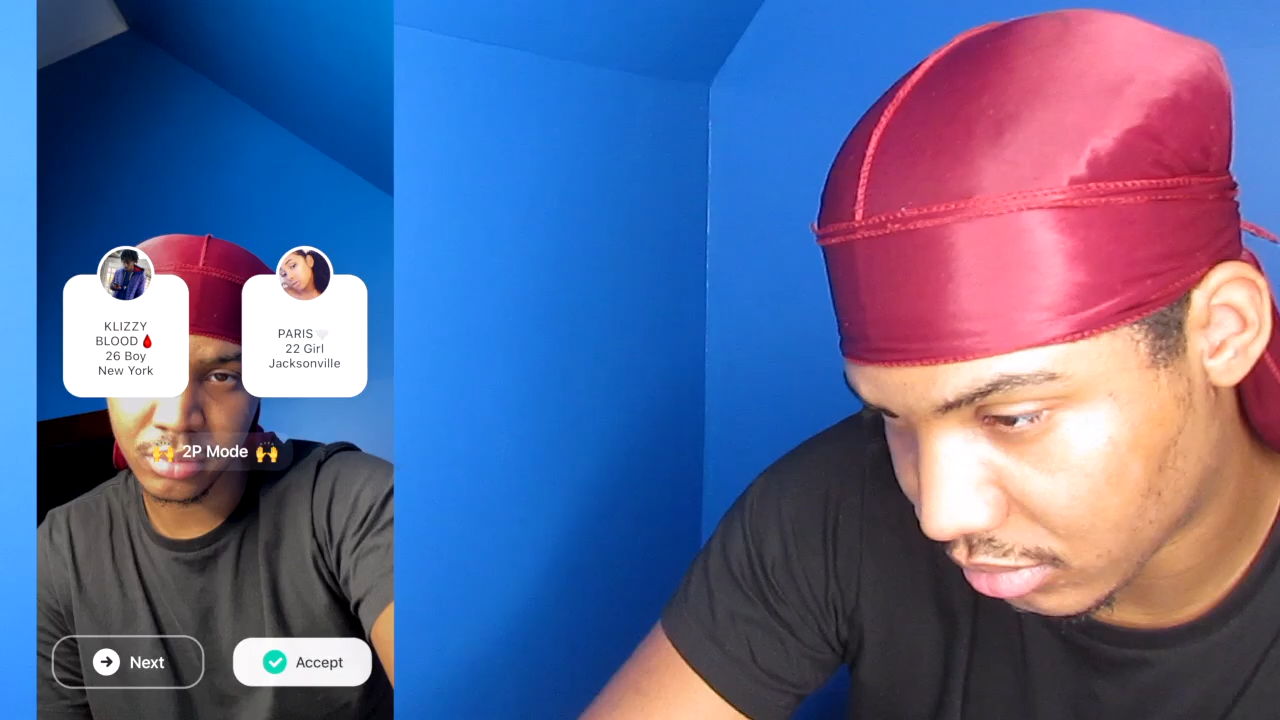 KLIZZY
BLOOD🩸
26 Boy
New York
PARIS🤍
22 Girl
Jacksonville
🙌 2P Mode 🙌
Next
Accept